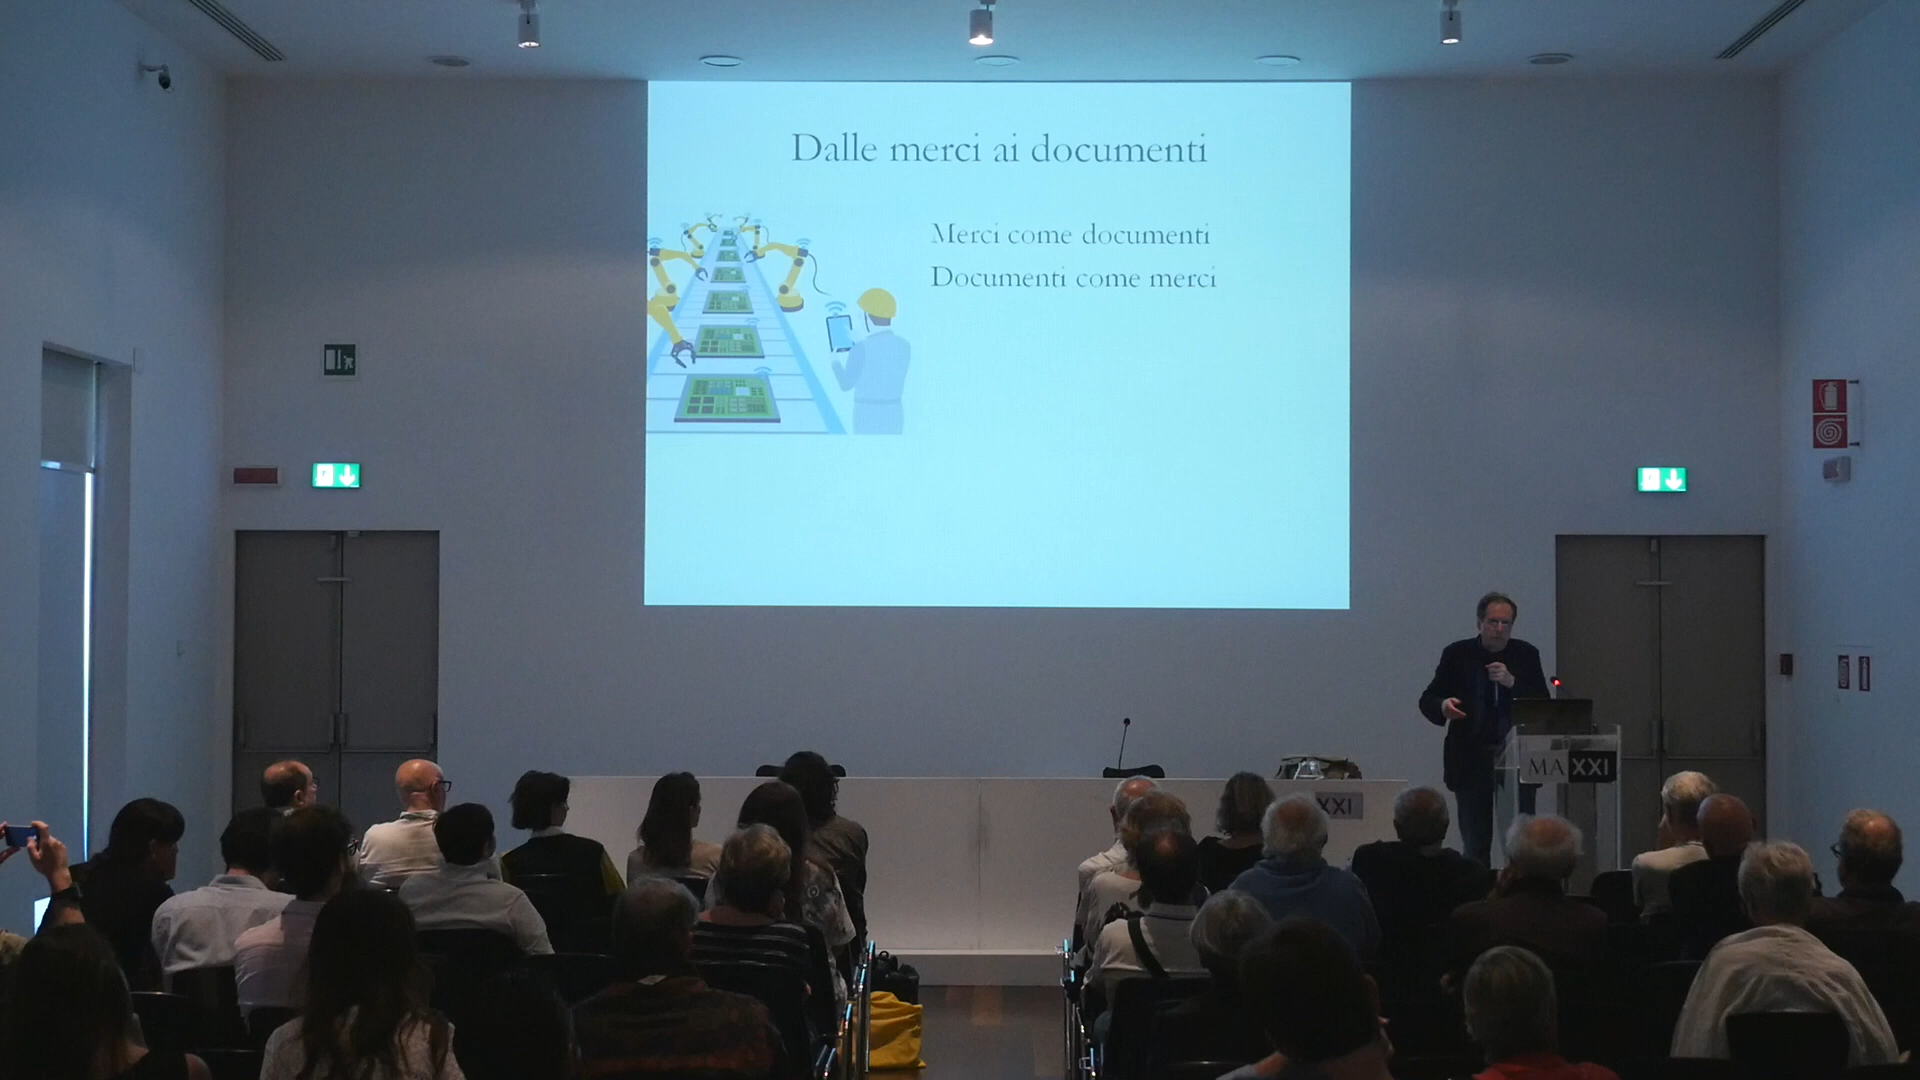 Dalle merci ai documenti
Merci come documenti
Documenti come merci
MAXXI
XXI